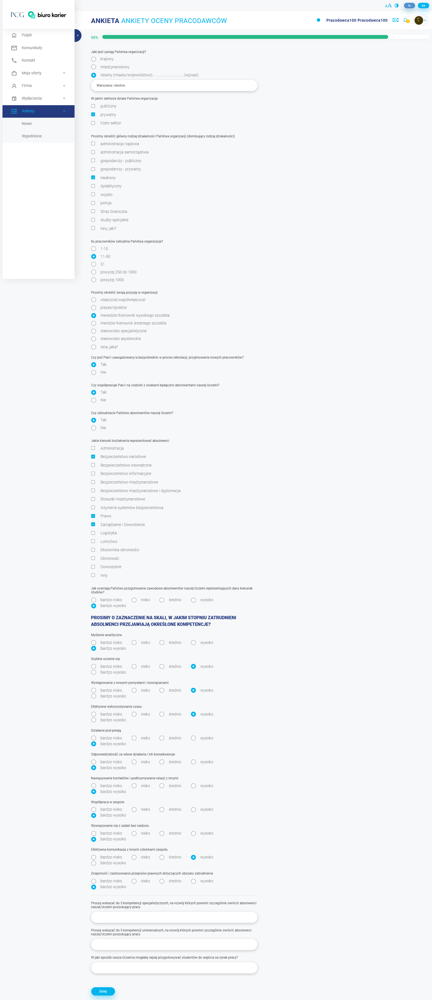 PCG biuro karier
Pulpit
Komunikaty
Kontakt
Moje oferty
Firma
Wydarzenia
Ankiety
Nowe
Wypełnione
AA
PL
EN
ANKIETA ANKIETY OCENY PRACODAWCÓW
Pracodawca100 Pracodawca100
88%
Jaki jest zasięg Państwa organizacji?
krajowy
międzynarodowy
lokalny (miasto/województwo)..................................(wpisać)
Warszawa i okolice
W jakim sektorze działa Państwa organizacja
publiczny
prywatny
trzeci sektor
Prosimy określić główny rodzaj działalności Państwa organizacji (dominujący rodzaj działalności)
administracja rządowa
administracja samorządowa
gospodarczy - publiczny
gospodarczy - prywatny
naukowy
dydaktyczny
wojsko
policja
Straż Graniczna
służby specjalne
inny, jaki?
Ilu pracowników zatrudnia Państwa organizacja?
1-10
11-50
51
powyżej 250 do 1000
powyżej 1000
Prosimy określić swoją pozycję w organizacji
właściciel/współwłaściciel
prezes/dyrektor
menedżer/kierownik wysokiego szczebla
mendżer/kierownik średniego szczebla
stanowisko specjalistyczne
stanowisko asystenckie
inna, jaka?
Czy jest Pan/i zaangażowany/a bezpośrednio w proces rekrutacji, przyjmowania nowych pracowników?
Tak
Nie
Czy współpracuje Pan/i na codzień z osobami będącymi absolwentami naszej Uczelni?
Tak
Nie
Czy zatrudniacie Państwo absolwentów naszej Uczelni?
Tak
Nie
Jakie kierunki kształcenia reprezentowali absolwenci
Administracja
Bezpieczeństwo narodowe
Bezpeieczeństwo wewnętrzne
Bezpieczeństwo informacyjne
Bezpieczeństwo międzynarodowe
Bezpieczeństwo międzynarodowe i dyplomacja
Stosunki międzynarodowe
Inżynieria systemów bezpieczeństwa
Prawo
Zarządzanie i Dowodzenie
Logistyka
Lotnictwo
Ekonomika obronności
Obronność
Dowodzenie
Inny
Jak oceniają Państwo przygotowanie zawodowe absolwentów naszej Uczelni reprezentujących dany kierunek
studiów?
bardzo nisko nisko średnio wysoko
bardzo wysoko
PROSIMY O ZAZNACZENIE NA SKALI, W JAKIM STOPNIU ZATRUDNIENI
ABSOLWENCI PRZEJAWIAJĄ OKREŚLONE KOMPETENCJE?
Myślenie analityczne
bardzo nisko nisko średnio wysoko
bardzo wysoko
Szybkie uczenie się
bardzo nisko nisko średnio wysoko
bardzo wysoko
Występowanie z nowymi pomysłami i rozwiązaniami
bardzo nisko nisko średnio wysoko
bardzo wysoko
Efektywne wykorzystywanie czasu
bardzo nisko nisko średnio wysoko
bardzo wysoko
Działanie pod presją
bardzo nisko nisko średnio wysoko
bardzo wysoko
Odpowiedzialność za włsne działania i ich konsekwencje
bardzo nisko nisko średnio wysoko
bardzo wysoko
Nawiązywanie kontaktów i podtrzymywanie relacji z innymi
bardzo nisko nisko średnio wysoko
bardzo wysoko
Współpraca w zespole
bardzo nisko nisko średnio wysoko
bardzo wysoko
Wywiązywanie się z zadań bez nadzoru
bardzo nisko nisko średnio wysoko
bardzo wysoko
Efektywna komunikacja z innymi członkami zespołu
bardzo nisko nisko średnio wysoko
bardzo wysoko
Znajomość i zastosowanie przepisów prawnych dotyczących obszaru zatrudnienia
bardzo nisko nisko średnio wysoko
bardzo wysoko
Proszę wskazać do 5 kompetencji specjalistycznych, na rozwój których powinni szczególnie zwrócić absolwenci
naszej Uczelni poszukujący pracy
Proszę wskazać do 5 kompetencji uniwersalnych, na rozwój których powinni szczególnie zwrócić absolwenci
naszej Uczelni poszukujący pracy
W jaki sposób nasza Uczelnia mogłaby lepiej przygotowywać studentów do wejścia na rynek pracy?
Dalej